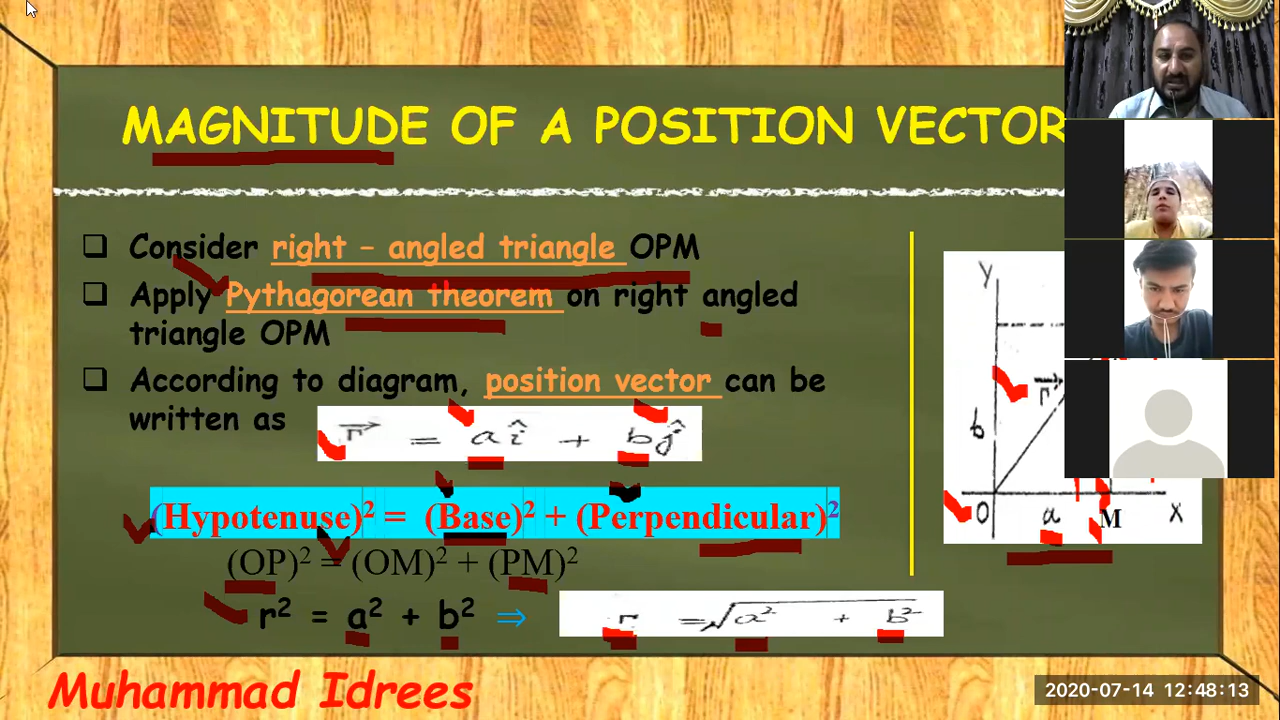 MAGNITUDE OF A POSITION VECTOR
❑ Consider right – angled triangle OPM
❑ Apply Pythagorean theorem on right angled
triangle OPM
❑ According to diagram, position vector can be
written as
r⃗ = aî + bĵ
(Hypotenuse)² = (Base)² + (Perpendicular)²
(OP)² = (OM)² + (PM)²
r² = a² + b² ⇒ r = √a² + b²
Y
r⃗
b
O a M X
Muhammad Idrees
2020-07-14 12:48:13